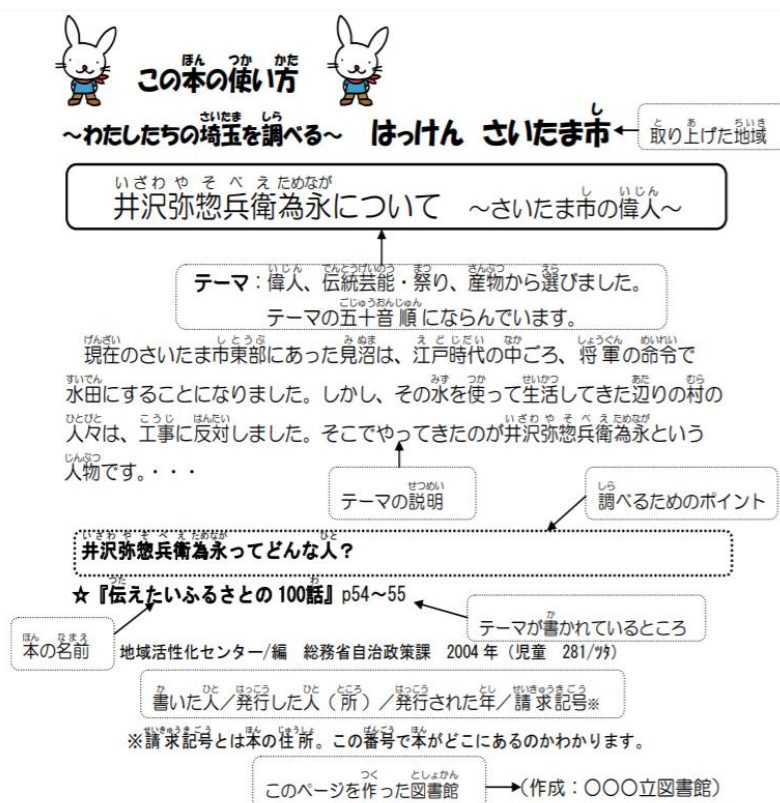 この本の使い方
～わたしたちの埼玉を調べる～ はっけん さいたま市
取り上げた地域
井沢弥惣兵衛為永について ～さいたま市の偉人～
テーマ：偉人、伝統芸能・祭り、産物から選びました。
テーマの五十音順にならんでいます。
現在のさいたま市東部にあった見沼は、江戸時代の中ごろ、将軍の命令で
水田にすることになりました。しかし、その水を使って生活してきた辺りの村の
人々は、工事に反対しました。そこでやってきたのが井沢弥惣兵衛為永という
人物です。・・・
テーマの説明
調べるためのポイント
井沢弥惣兵衛為永ってどんな人？
☆『伝えたいふるさとの100話』p54～55
テーマが書かれているところ
本の名前
地域活性化センター/編 総務省自治政策課 2004年（児童 281/ﾂﾀ）
書いた人／発行した人（所）／発行された年／請求記号※
※請求記号とは本の住所。この番号で本がどこにあるのかわかります。
このページを作った図書館
（作成：〇〇〇立図書館）